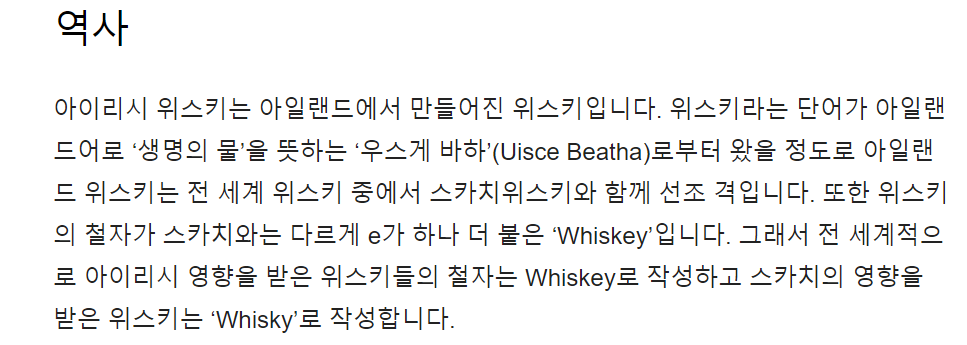 역사
아이리시 위스키는 아일랜드에서 만들어진 위스키입니다. 위스키라는 단어가 아일랜
드어로 ‘생명의 물’을 뜻하는 ‘우스게 바하’(Uisce Beatha)로부터 왔을 정도로 아일랜
드 위스키는 전 세계 위스키 중에서 스카치위스키와 함께 선조 격입니다. 또한 위스키
의 철자가 스카치와는 다르게 e가 하나 더 붙은 ‘Whiskey’입니다. 그래서 전 세계적으
로 아이리시 영향을 받은 위스키들의 철자는 Whiskey로 작성하고 스카치의 영향을
받은 위스키는 ‘Whisky’로 작성합니다.